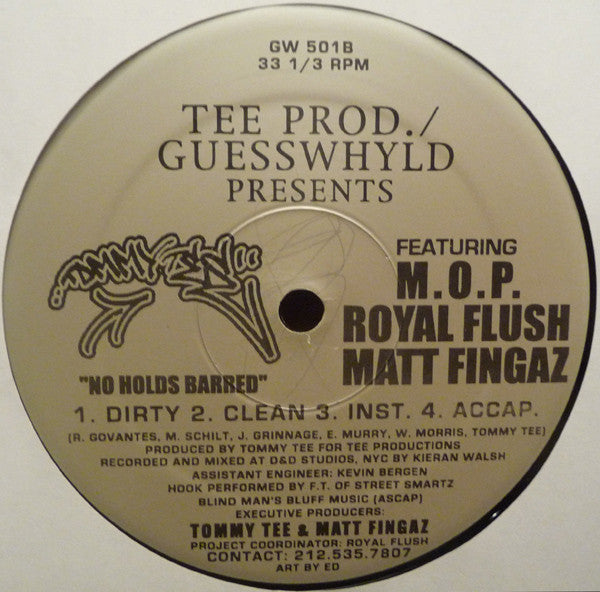 GW 501B
33 1/3 RPM
TEE PROD./
GUESSWHYLD
PRESENTS
TOMMY TEE
FEATURING
M.O.P.
ROYAL FLUSH
MATT FINGAZ
"NO HOLDS BARRED"
1. DIRTY 2. CLEAN 3. INST. 4. ACCAP.
(R. GOVANTES, M. SCHILT, J. GRINNAGE, E. MURRY, W. MORRIS, TOMMY TEE)
PRODUCED BY TOMMY TEE FOR TEE PRODUCTIONS
RECORDED AND MIXED AT D&D STUDIOS, NYC BY KIERAN WALSH
ASSISTANT ENGINEER: KEVIN BERGEN
HOOK PERFORMED BY F.T. OF STREET SMARTZ
BLIND MAN'S BLUFF MUSIC (ASCAP)
EXECUTIVE PRODUCERS:
TOMMY TEE & MATT FINGAZ
PROJECT COORDINATOR: ROYAL FLUSH
CONTACT: 212.535.7807
ART BY ED